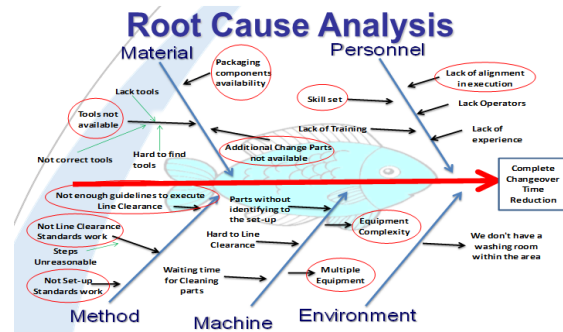 Root Cause Analysis
Material
Personnel
Packaging
components
availability
Lack tools
Tools not
available
Not correct tools
Hard to find
tools
Additional Change Parts
not available
Skill set
Lack of Training
Lack of alignment
in execution
Lack Operators
Lack of
experience
Complete
Changeover
Time
Reduction
Not enough guidelines to execute
Line Clearance
Not Line Clearance
Standards work
Steps
Unreasonable
Not Set-up
Standards work
Parts without
identifying to
the set-up
Hard to Line
Clearance
Waiting time
for Cleaning
parts
Equipment
Complexity
Multiple
Equipment
We don't have a
washing room
within the area
Method
Machine
Environment